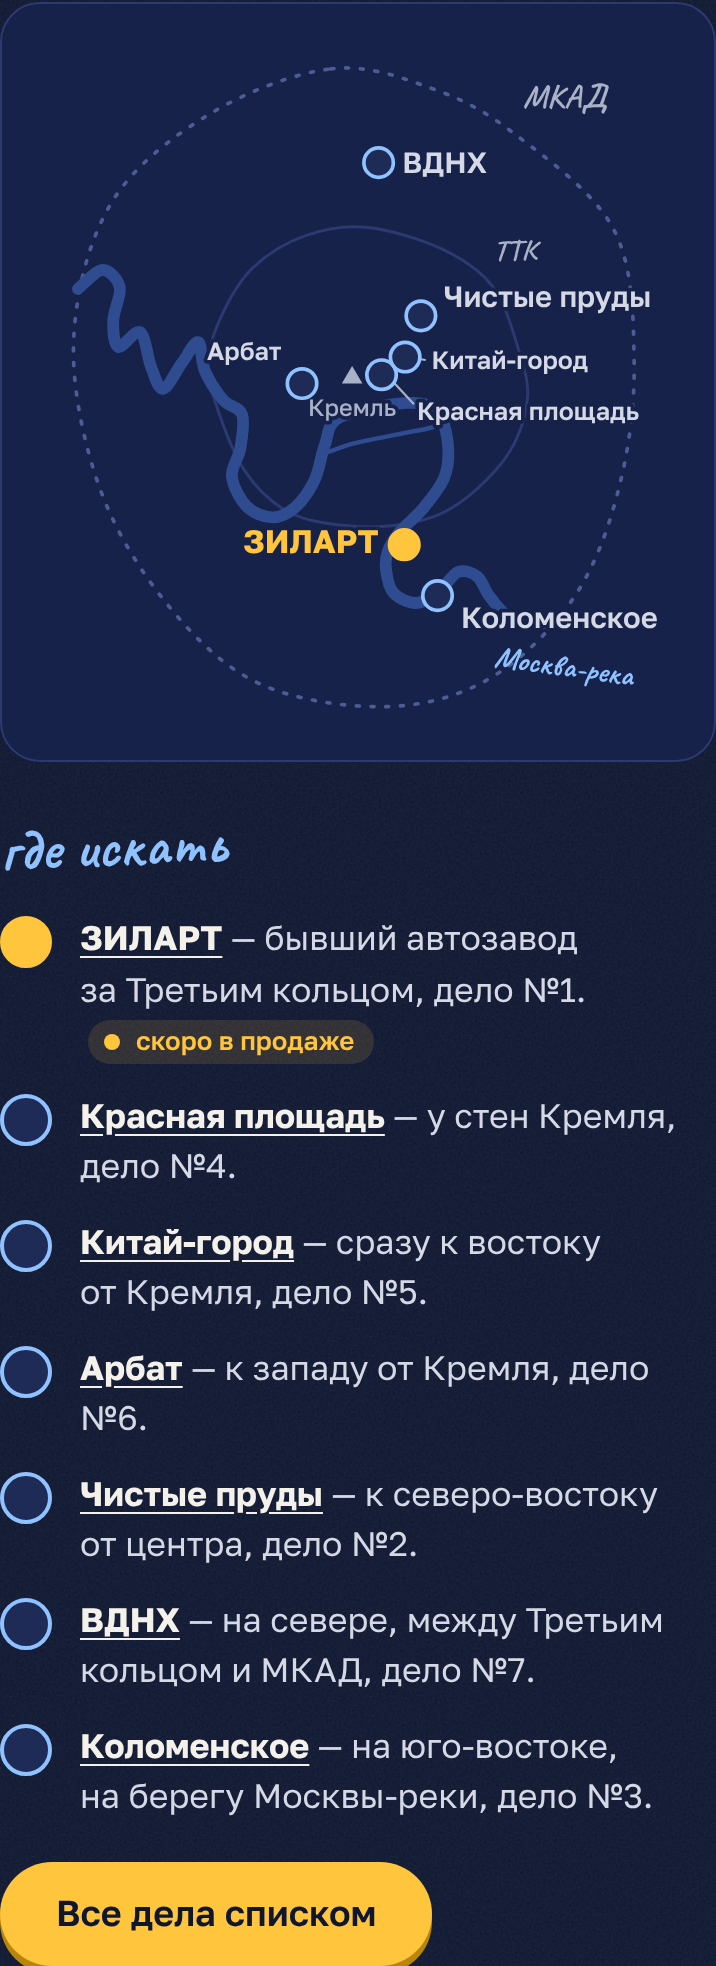 МКАД
ВДНХ
ТТК
Чистые пруды
Арбат
Китай-город
Кремль
Красная площадь
ЗИЛАРТ
Коломенское
Москва-река
где искать
ЗИЛАРТ — бывший автозавод
за Третьим кольцом, дело №1.
скоро в продаже
Красная площадь — у стен Кремля,
дело №4.
Китай-город — сразу к востоку
от Кремля, дело №5.
Арбат — к западу от Кремля, дело
№6.
Чистые пруды — к северо-востоку
от центра, дело №2.
ВДНХ — на севере, между Третьим
кольцом и МКАД, дело №7.
Коломенское — на юго-востоке,
на берегу Москвы-реки, дело №3.
Все дела списком